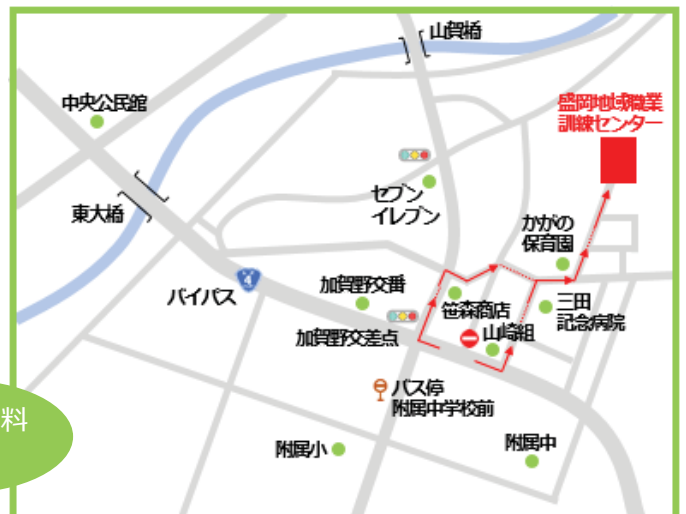 山賀橋
中央公民館
盛岡地域職業
訓練センター
セブン
イレブン
東大橋
かがの
保育園
4
バイパス
加賀野交番
笹森商店
三田
記念病院
加賀野交差点
山崎組
バス停
附属中学校前
料
附属小
附属中